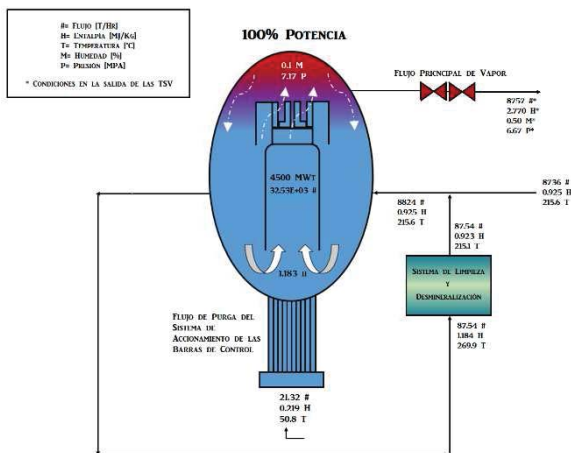 #= Flujo [T/Hr]
H= Entalpía [MJ/Kg]
T= Temperatura [°C]
M= Humedad [%]
P= Presión [MPa]
* Condiciones en la salida de las TSV
100% Potencia
0.1 M
7.17 P
Flujo Priincipal de Vapor
8757 #*
2.770 H*
0.50 M*
6.67 P*
4500 MWt
32.53E+03 #
8736 #
0.925 H
215.6 T
8824 #
0.925 H
215.6 T
87.54 #
0.923 H
215.1 T
1.183 H
Sistema de Limpieza
y
Desmineralización
Flujo de Purga del
Sistema de
Accionamiento de las
Barras de Control
87.54 #
1.184 H
269.9 T
21.32 #
0.219 H
50.8 T